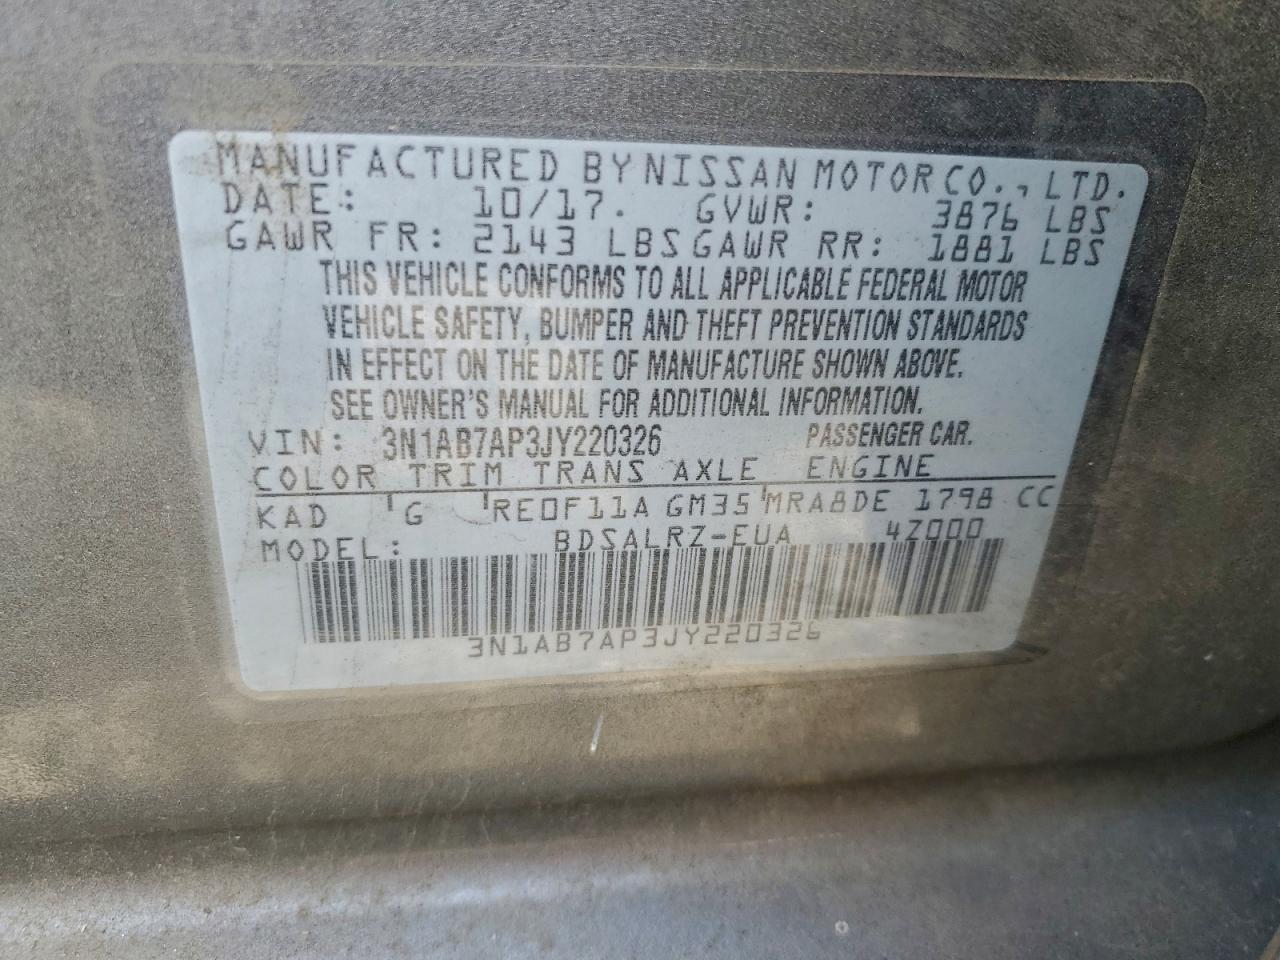 MANUFACTURED BY NISSAN MOTOR CO., LTD.
DATE: 10/17. GVWR: 3876 LBS
GAWR FR: 2143 LBS GAWR RR: 1881 LBS
THIS VEHICLE CONFORMS TO ALL APPLICABLE FEDERAL MOTOR
VEHICLE SAFETY, BUMPER AND THEFT PREVENTION STANDARDS
IN EFFECT ON THE DATE OF MANUFACTURE SHOWN ABOVE.
SEE OWNER'S MANUAL FOR ADDITIONAL INFORMATION.
VIN: 3N1AB7AP3JY220326 PASSENGER CAR.
COLOR TRIM TRANS AXLE ENGINE
KAD G RE0F11A GM35 MRA8DE 1798 CC
MODEL: BDSALRZ-EUA 4Z000
3N1AB7AP3JY220326